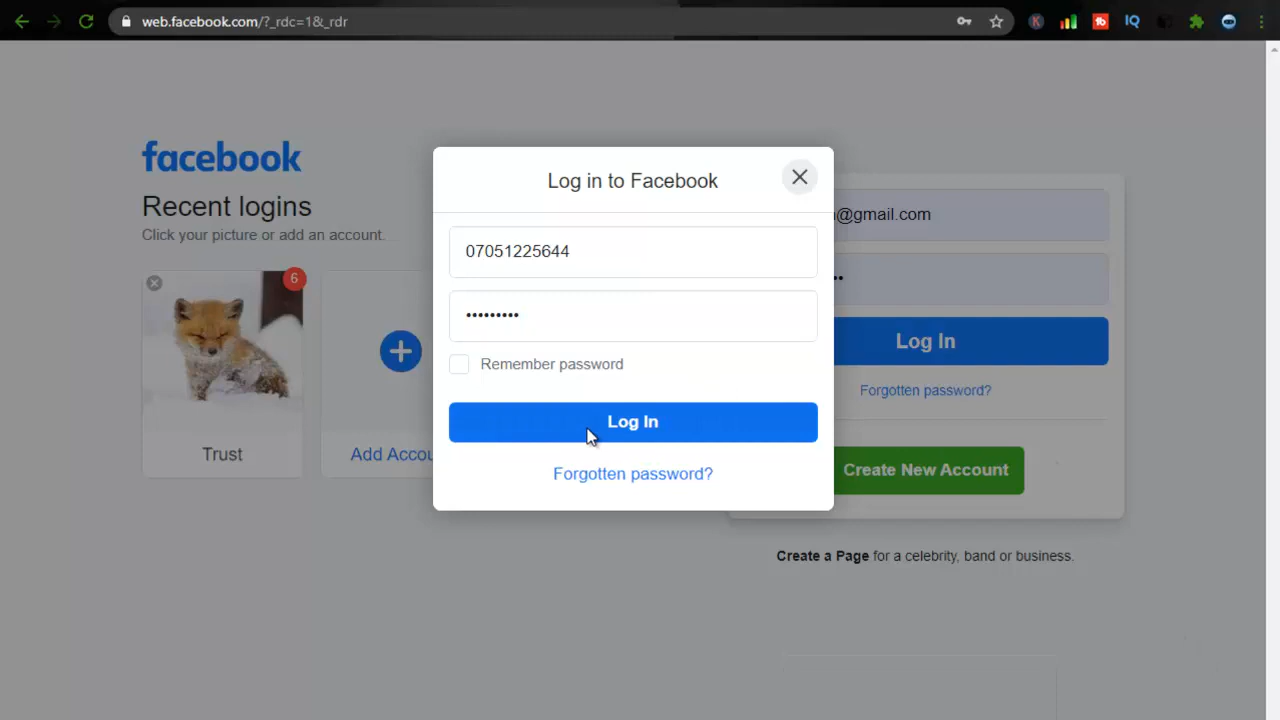 web.facebook.com/?_rdc=1&_rdr
K
tb
IQ
facebook
Recent logins
Click your picture or add an account.
6
Trust
Add Accou
Log in to Facebook
07051225644
•••••••••
Remember password
Log In
Forgotten password?
@gmail.com
••
Log In
Forgotten password?
Create New Account
Create a Page for a celebrity, band or business.